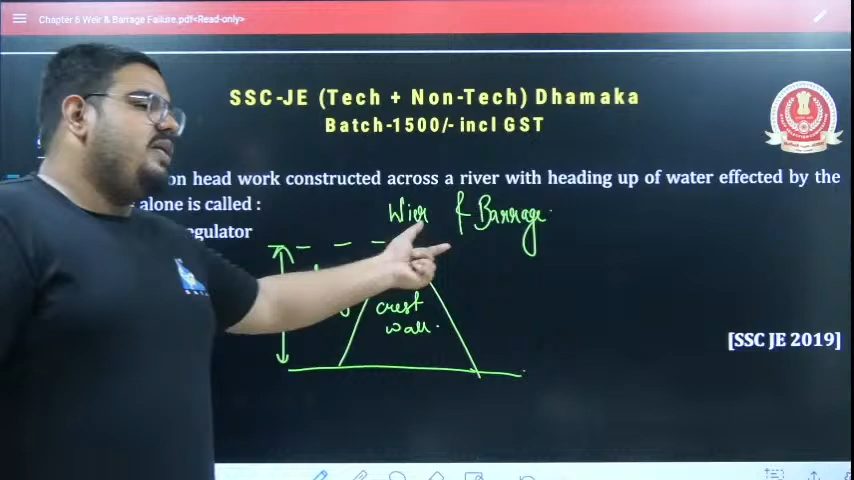 Chapter 6 Weir & Barrage Failure.pdf<Read-only>
SSC-JE (Tech + Non-Tech) Dhamaka
Batch-1500/- incl GST
on head work constructed across a river with heading up of water effected by the
alone is called :
Wier & Barrage
crest
wall.
[SSC JE 2019]